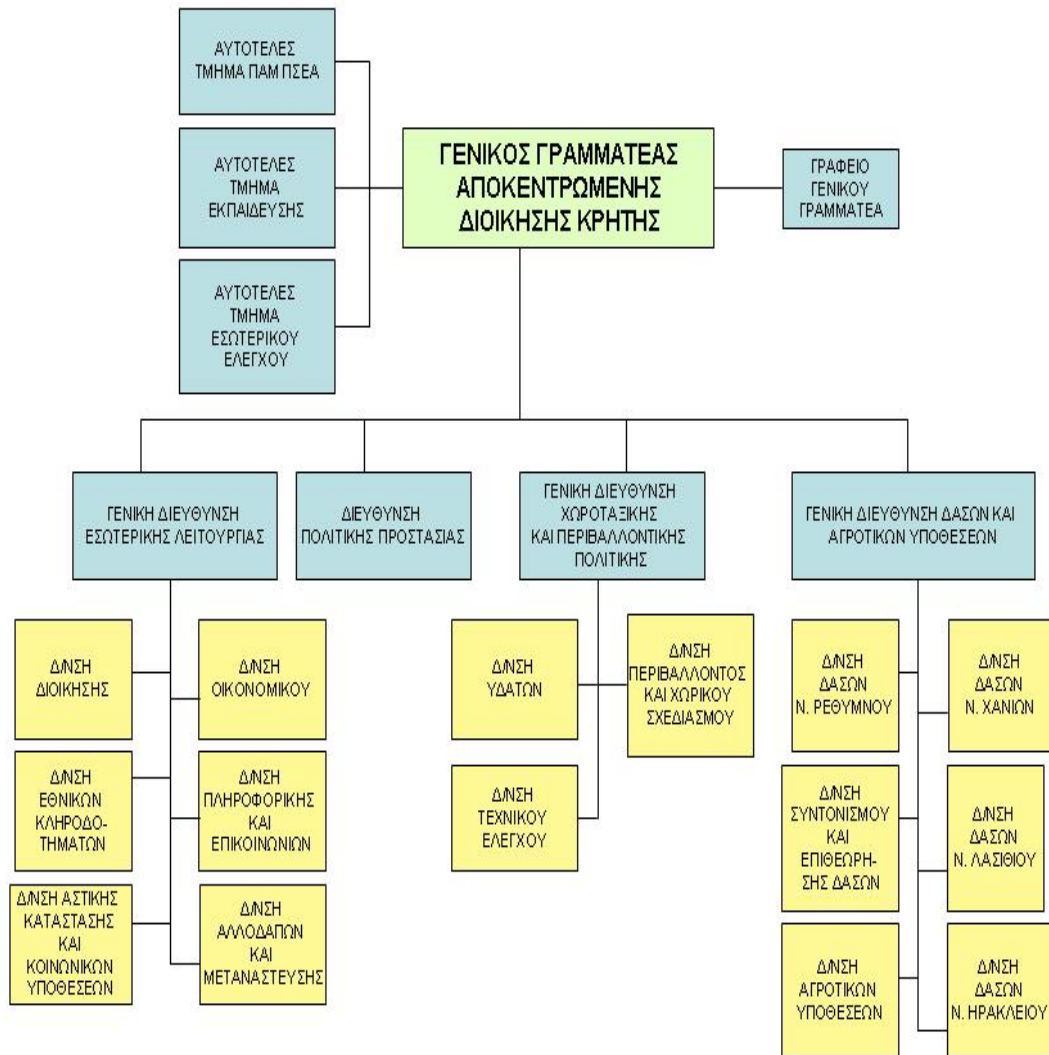 ΑΥΤΟΤΕΛΕΣ
ΤΜΗΜΑ ΠΑΜ ΠΣΕΑ
ΑΥΤΟΤΕΛΕΣ
ΤΜΗΜΑ
ΕΚΠΑΙΔΕΥΣΗΣ
ΑΥΤΟΤΕΛΕΣ
ΤΜΗΜΑ
ΕΣΩΤΕΡΙΚΟΥ
ΕΛΕΓΧΟΥ
ΓΕΝΙΚΟΣ ΓΡΑΜΜΑΤΕΑΣ
ΑΠΟΚΕΝΤΡΩΜΕΝΗΣ
ΔΙΟΙΚΗΣΗΣ ΚΡΗΤΗΣ
ΓΡΑΦΕΙΟ
ΓΕΝΙΚΟΥ
ΓΡΑΜΜΑΤΕΑ
ΓΕΝΙΚΗ ΔΙΕΥΘΥΝΣΗ
ΕΣΩΤΕΡΙΚΗΣ ΛΕΙΤΟΥΡΓΙΑΣ
ΔΙΕΥΘΥΝΣΗ
ΠΟΛΙΤΙΚΗΣ ΠΡΟΣΤΑΣΙΑΣ
ΓΕΝΙΚΗ ΔΙΕΥΘΥΝΣΗ
ΧΩΡΟΤΑΞΙΚΗΣ
ΚΑΙ ΠΕΡΙΒΑΛΛΟΝΤΙΚΗΣ
ΠΟΛΙΤΙΚΗΣ
ΓΕΝΙΚΗ ΔΙΕΥΘΥΝΣΗ ΔΑΣΩΝ ΚΑΙ
ΑΓΡΟΤΙΚΩΝ ΥΠΟΘΕΣΕΩΝ
Δ/ΝΣΗ
ΔΙΟΙΚΗΣΗΣ
Δ/ΝΣΗ
ΟΙΚΟΝΟΜΙΚΟΥ
Δ/ΝΣΗ
ΕΘΝΙΚΩΝ
ΚΛΗΡΟΔΟ-
ΤΗΜΑΤΩΝ
Δ/ΝΣΗ
ΠΛΗΡΟΦΟΡΙΚΗΣ
ΚΑΙ
ΕΠΙΚΟΙΝΩΝΙΩΝ
Δ/ΝΣΗ ΑΣΤΙΚΗΣ
ΚΑΤΑΣΤΑΣΗΣ
ΚΑΙ
ΚΟΙΝΩΝΙΚΩΝ
ΥΠΟΘΕΣΕΩΝ
Δ/ΝΣΗ
ΑΛΛΟΔΑΠΩΝ
ΚΑΙ
ΜΕΤΑΝΑΣΤΕΥΣΗΣ
Δ/ΝΣΗ
ΥΔΑΤΩΝ
Δ/ΝΣΗ
ΠΕΡΙΒΑΛΛΟΝΤΟΣ
ΚΑΙ ΧΩΡΙΚΟΥ
ΣΧΕΔΙΑΣΜΟΥ
Δ/ΝΣΗ
ΤΕΧΝΙΚΟΥ
ΕΛΕΓΧΟΥ
Δ/ΝΣΗ
ΔΑΣΩΝ
Ν. ΡΕΘΥΜΝΟΥ
Δ/ΝΣΗ
ΔΑΣΩΝ
Ν. ΧΑΝΙΩΝ
Δ/ΝΣΗ
ΣΥΝΤΟΝΙΣΜΟΥ
ΚΑΙ
ΕΠΙΘΕΩΡΗ-
ΣΗΣ ΔΑΣΩΝ
Δ/ΝΣΗ
ΔΑΣΩΝ
Ν. ΛΑΣΙΘΙΟΥ
Δ/ΝΣΗ
ΑΓΡΟΤΙΚΩΝ
ΥΠΟΘΕΣΕΩΝ
Δ/ΝΣΗ
ΔΑΣΩΝ
Ν. ΗΡΑΚΛΕΙΟΥ